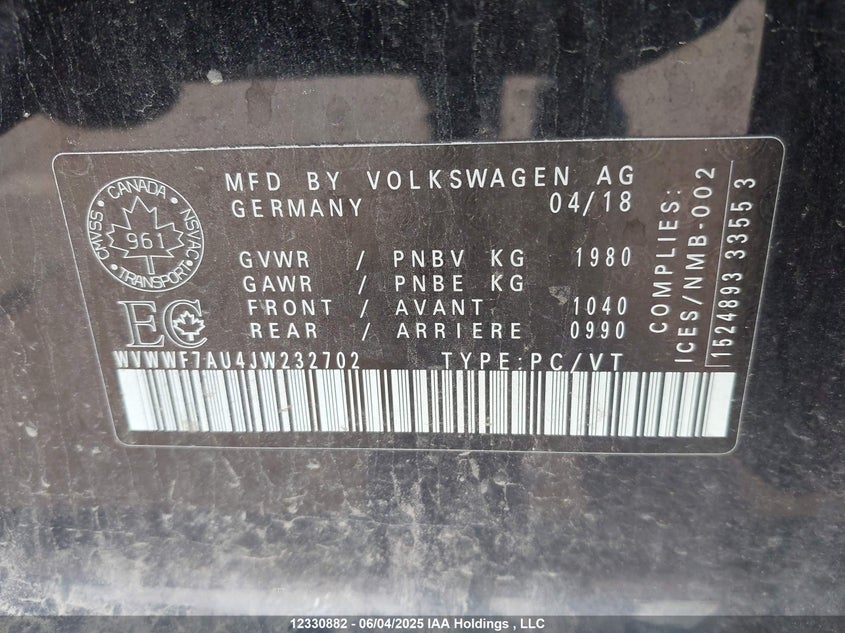 CANADA
CMVSS
NSVAC
961
TRANSPORT
MFD BY VOLKSWAGEN AG
GERMANY 04/18
GVWR / PNBV KG 1980
GAWR / PNBE KG
FRONT / AVANT 1040
REAR / ARRIERE 0990
EC
WVWWF7AU4JW232702 TYPE:PC/VT
COMPLIES:
ICES/NMB-002
1524893 33553
12330882 - 06/04/2025 IAA Holdings , LLC